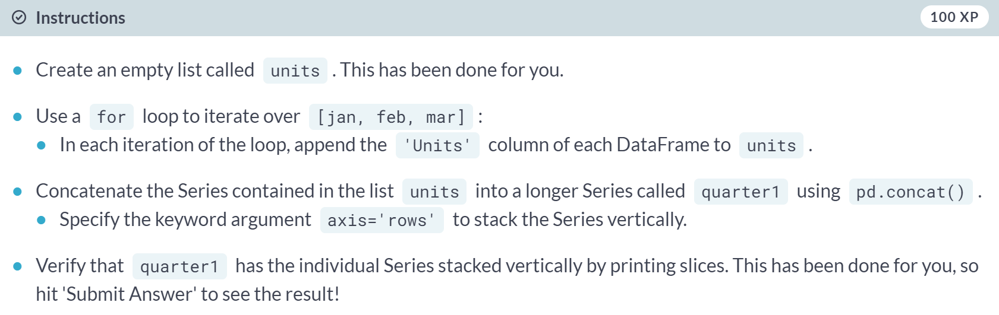 Instructions
100 XP
Create an empty list called units . This has been done for you.
Use a for loop to iterate over [jan, feb, mar] :
In each iteration of the loop, append the 'Units' column of each DataFrame to units .
Concatenate the Series contained in the list units into a longer Series called quarter1 using pd.concat() .
Specify the keyword argument axis='rows' to stack the Series vertically.
Verify that quarter1 has the individual Series stacked vertically by printing slices. This has been done for you, so
hit 'Submit Answer' to see the result!